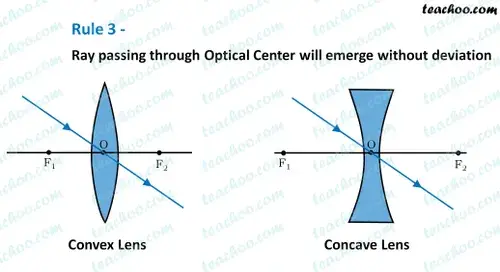 teachoo.com
Rule 3 -
Ray passing through Optical Center will emerge without deviation
O
F1
F2
O
F1
F2
Convex Lens
Concave Lens